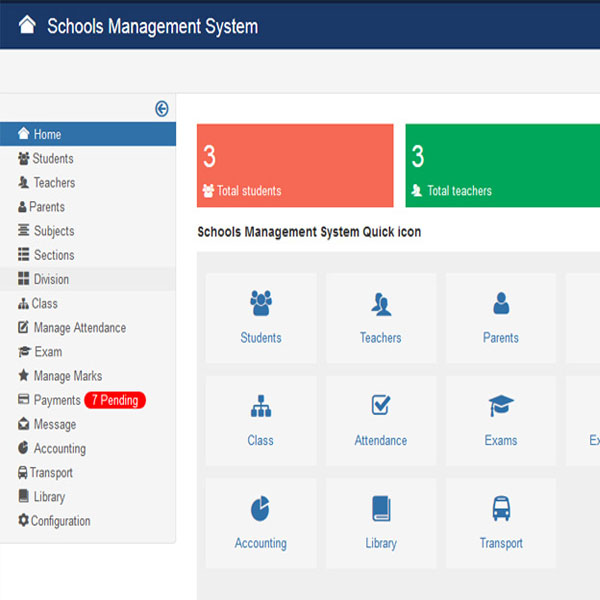 Schools Management System
Home
Students
Teachers
Parents
Subjects
Sections
Division
Class
Manage Attendance
Exam
Manage Marks
Payments 7 Pending
Message
Accounting
Transport
Library
Configuration
3
Total students
3
Total teachers
Schools Management System Quick icon
Students Teachers Parents
Class Attendance Exams Ex
Accounting Library Transport